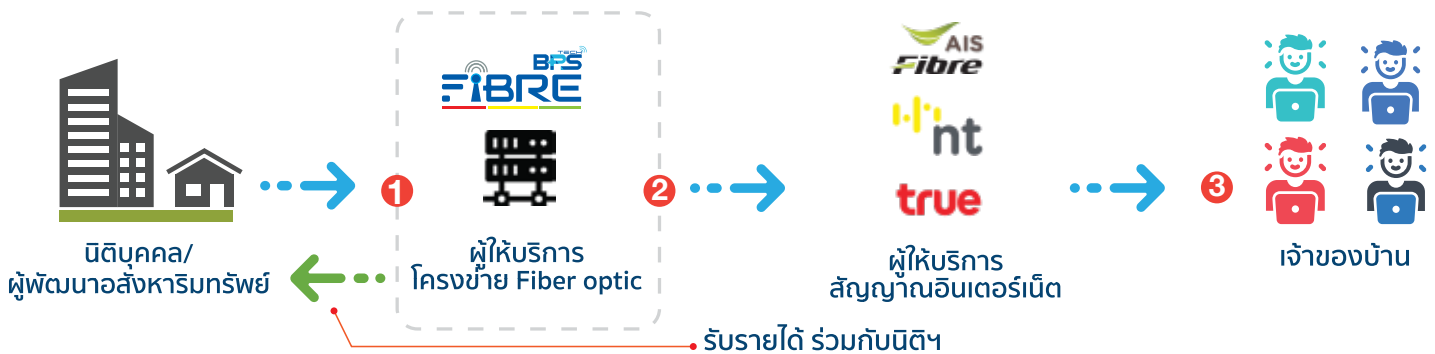 BPS
TECH
FiBRE
AIS
Fibre
nt
true
1
2
3
นิติบุคคล/
ผู้พัฒนาอสังหาริมทรัพย์
ผู้ให้บริการ
โครงข่าย Fiber optic
ผู้ให้บริการ
สัญญาณอินเตอร์เน็ต
เจ้าของบ้าน
รับรายได้ ร่วมกับนิติฯ